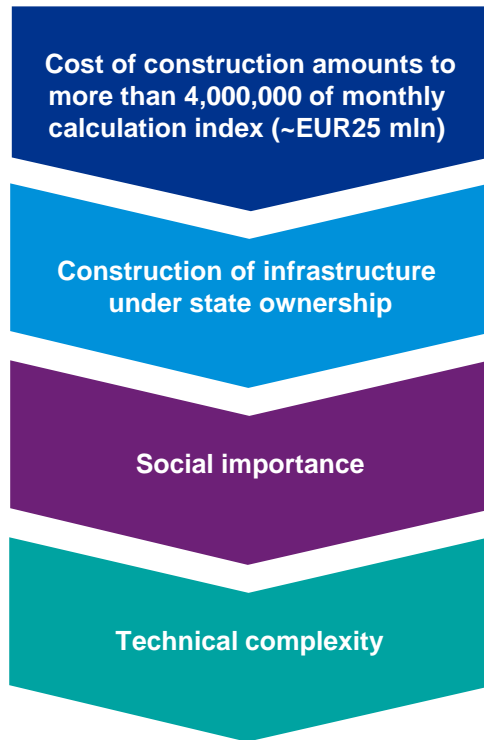 Cost of construction amounts to
more than 4,000,000 of monthly
calculation index (~EUR25 mln)
Construction of infrastructure
under state ownership
Social importance
Technical complexity